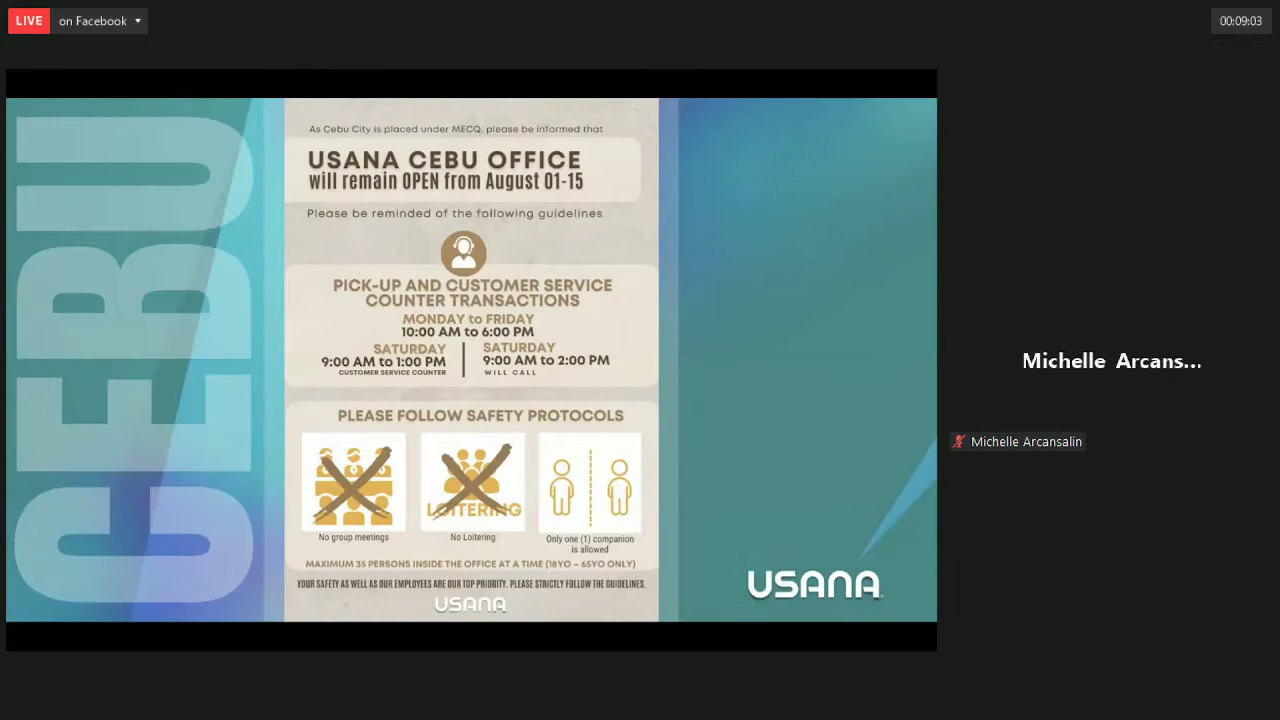 LIVE on Facebook
00:09:03
CEBU
As Cebu City is placed under MECQ, please be informed that
USANA CEBU OFFICE
will remain OPEN from August 01-15
Please be reminded of the following guidelines
PICK-UP AND CUSTOMER SERVICE
COUNTER TRANSACTIONS
MONDAY to FRIDAY
10:00 AM to 6:00 PM
SATURDAY
9:00 AM to 1:00 PM
CUSTOMER SERVICE COUNTER
SATURDAY
9:00 AM to 2:00 PM
WILL CALL
PLEASE FOLLOW SAFETY PROTOCOLS
LOITERING
No group meetings
No Loitering
Only one (1) companion
is allowed
MAXIMUM 35 PERSONS INSIDE THE OFFICE AT A TIME (18YO – 65YO ONLY)
YOUR SAFETY AS WELL AS OUR EMPLOYEES ARE OUR TOP PRIORITY. PLEASE STRICTLY FOLLOW THE GUIDELINES.
USANA
USANA
Michelle Arcans...
Michelle Arcansalin